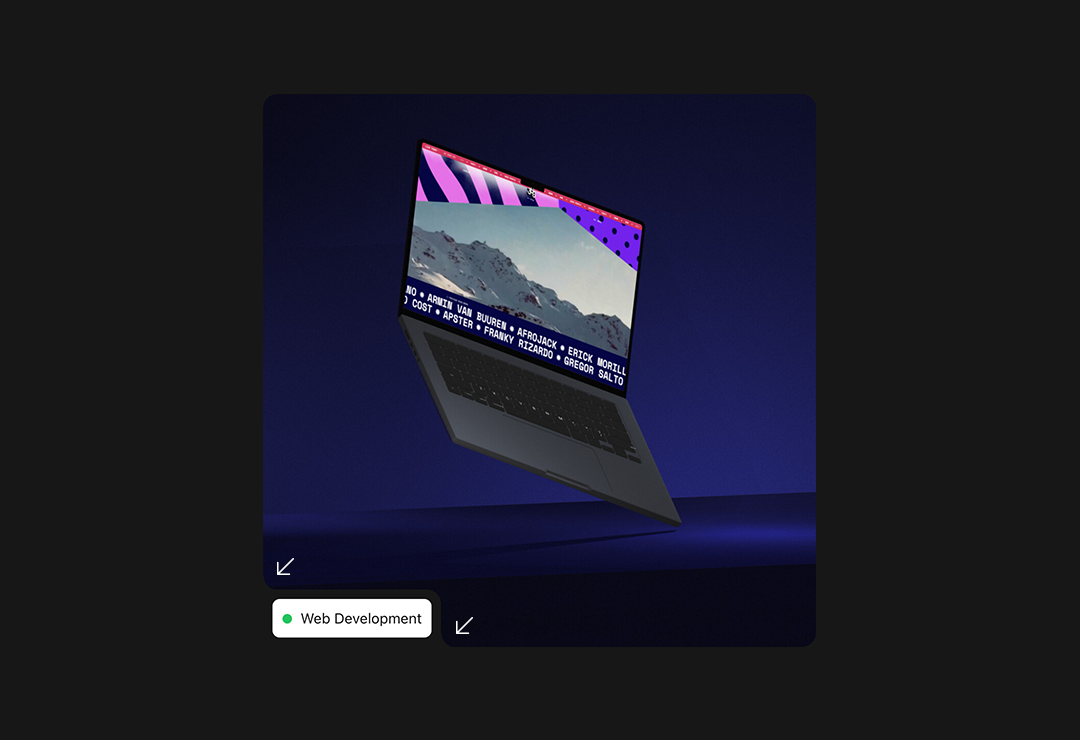 NO • ARMIN VAN BUUREN • AFROJACK • ERICK MORILL
COST • APSTER • FRANKY RIZARDO • GREGOR SALTO
Web Development